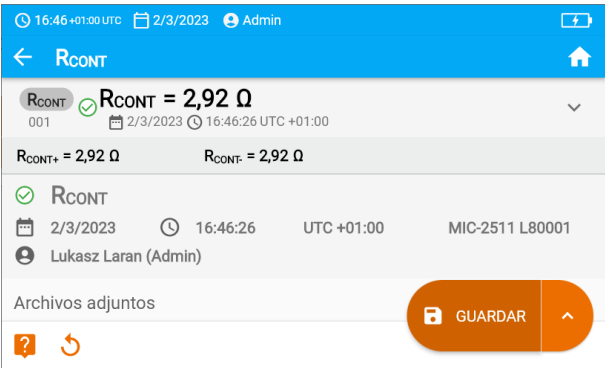 16:46 +01:00 UTC 2/3/2023 Admin
RCONT
RCONT RCONT = 2,92 Ω
001 2/3/2023 16:46:26 UTC +01:00
RCONT+ = 2,92 Ω RCONT- = 2,92 Ω
RCONT
2/3/2023 16:46:26 UTC +01:00 MIC-2511 L80001
Lukasz Laran (Admin)
Archivos adjuntos
GUARDAR
?